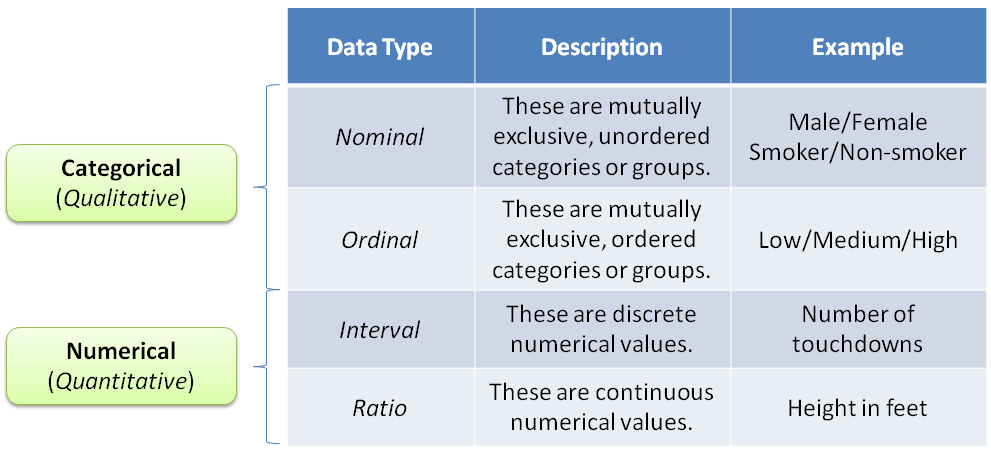 Data Type
Description
Example
Categorical
(Qualitative)
Nominal
These are mutually
exclusive, unordered
categories or groups.
Male/Female
Smoker/Non-smoker
Ordinal
These are mutually
exclusive, ordered
categories or groups.
Low/Medium/High
Numerical
(Quantitative)
Interval
These are discrete
numerical values.
Number of
touchdowns
Ratio
These are continuous
numerical values.
Height in feet